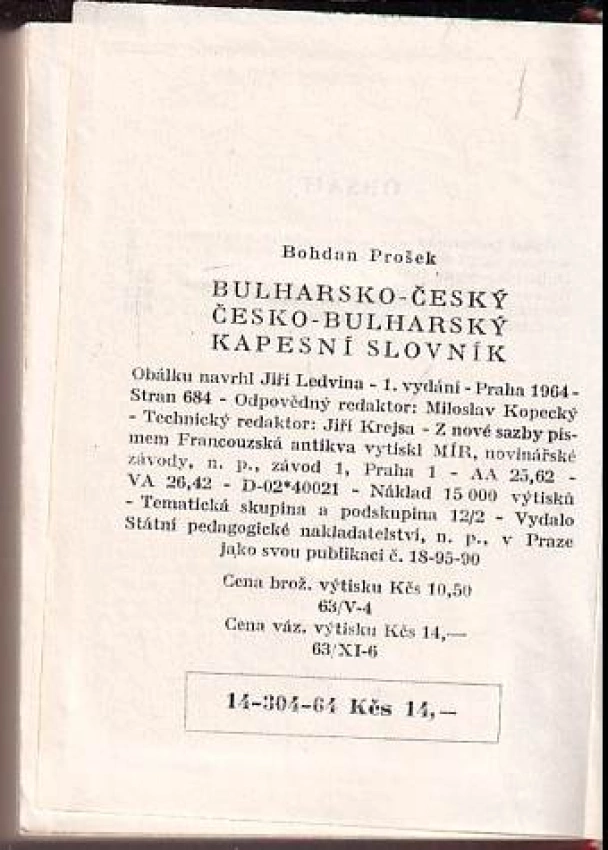 Bohdan Prošek
BULHARSKO-ČESKÝ
ČESKO-BULHARSKÝ
KAPESNÍ SLOVNÍK
Obálku navrhl Jiří Ledvina - 1. vydání - Praha 1964 -
Stran 684 - Odpovědný redaktor: Miloslav Kopecký
- Technický redaktor: Jiří Krejsa - Z nové sazby pís-
mem Francouzská antikva vytiskl MÍR, novinářské
závody, n. p., závod 1, Praha 1 - AA 25,62 -
VA 26,42 - D-02*40021 - Náklad 15 000 výtisků
- Tematická skupina a podskupina 12/2 - Vydalo
Státní pedagogické nakladatelství, n. p., v Praze
jako svou publikaci č. 18-95-90
Cena brož. výtisku Kčs 10,50
63/V-4
Cena váz. výtisku Kčs 14,—
63/XI-6
14-304-64 Kčs 14,—